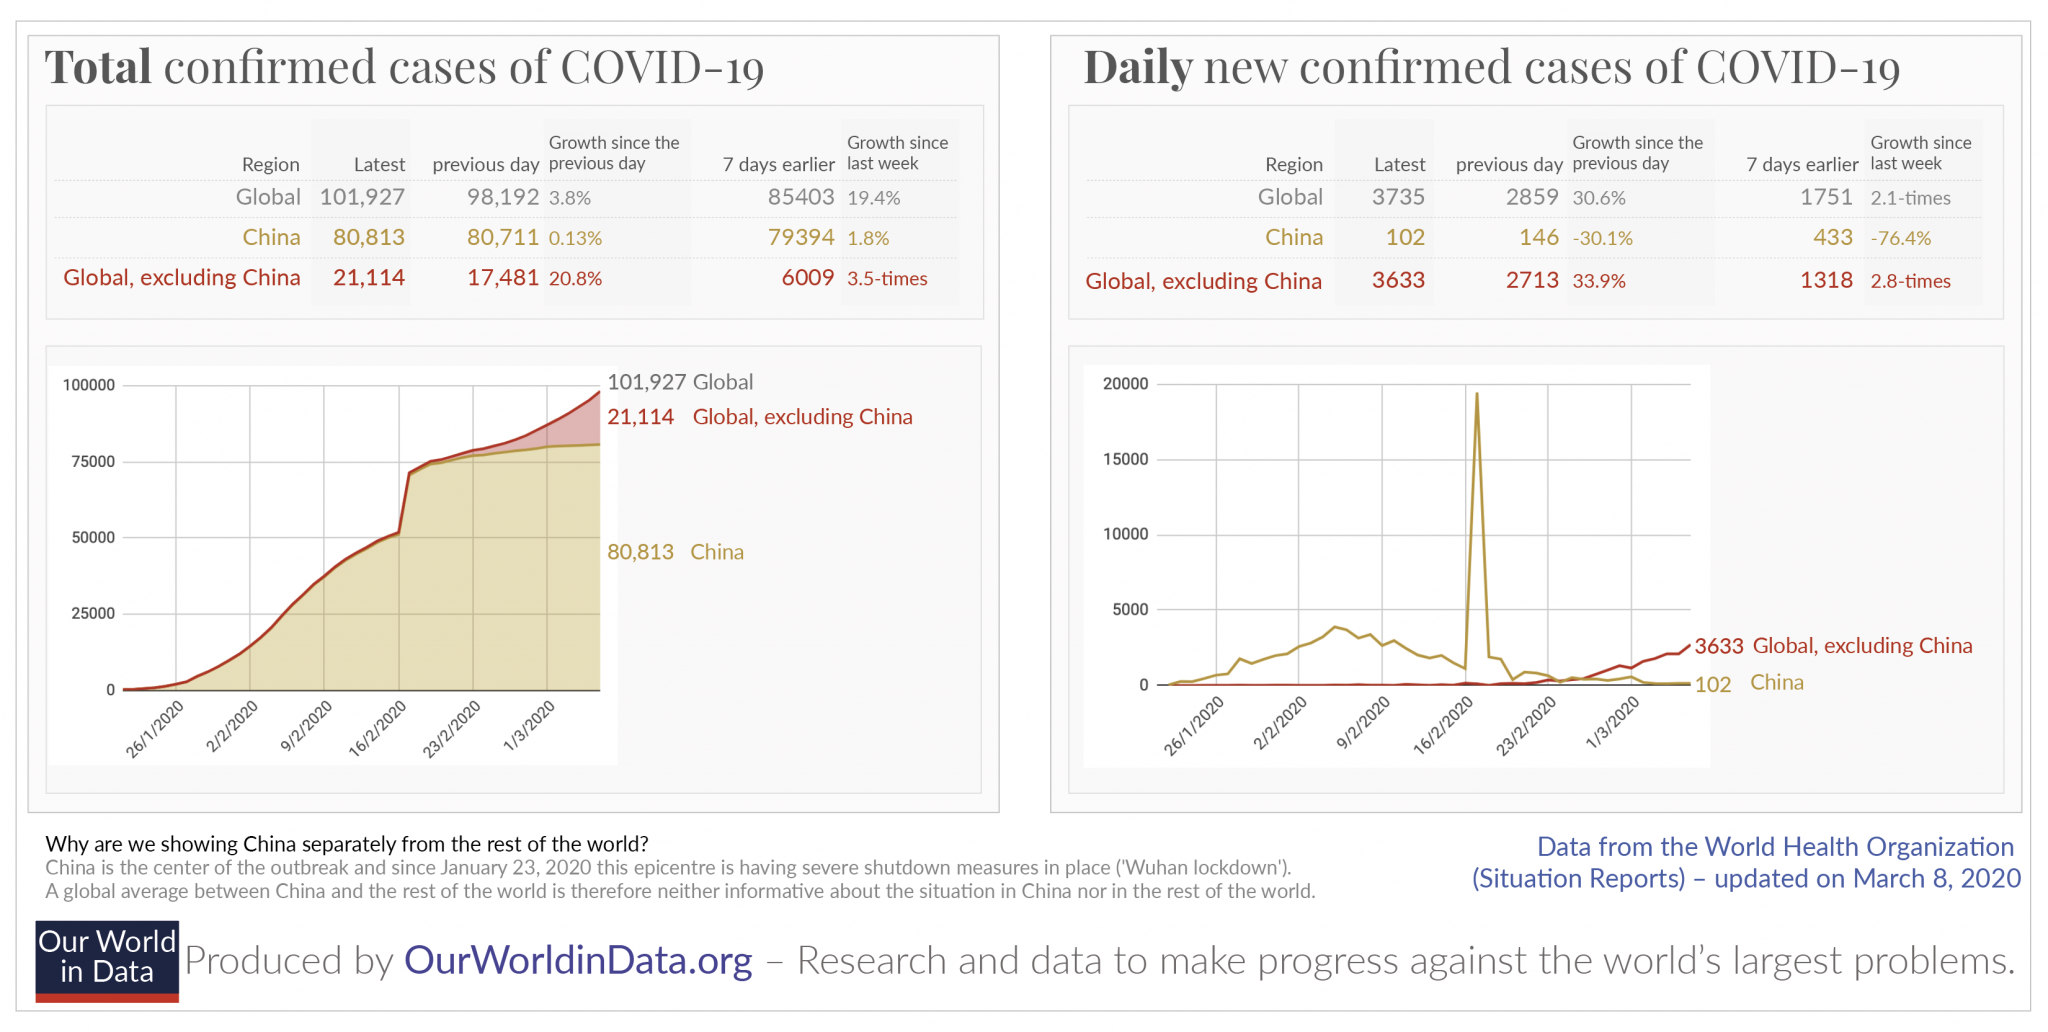 Total confirmed cases of COVID-19
Region Latest previous day Growth since the previous day 7 days earlier Growth since last week
Global 101,927 98,192 3.8% 85403 19.4%
China 80,813 80,711 0.13% 79394 1.8%
Global, excluding China 21,114 17,481 20.8% 6009 3.5-times
100000
75000
50000
25000
0
26/1/2020 2/2/2020 9/2/2020 16/2/2020 23/2/2020 1/3/2020
101,927 Global
21,114 Global, excluding China
80,813 China
Daily new confirmed cases of COVID-19
Region Latest previous day Growth since the previous day 7 days earlier Growth since last week
Global 3735 2859 30.6% 1751 2.1-times
China 102 146 -30.1% 433 -76.4%
Global, excluding China 3633 2713 33.9% 1318 2.8-times
20000
15000
10000
5000
0
26/1/2020 2/2/2020 9/2/2020 16/2/2020 23/2/2020 1/3/2020
3633 Global, excluding China
102 China
Why are we showing China separately from the rest of the world?
China is the center of the outbreak and since January 23, 2020 this epicentre is having severe shutdown measures in place ('Wuhan lockdown').
A global average between China and the rest of the world is therefore neither informative about the situation in China nor in the rest of the world.
Data from the World Health Organization
(Situation Reports) – updated on March 8, 2020
Our World
in Data
Produced by OurWorldinData.org – Research and data to make progress against the world's largest problems.